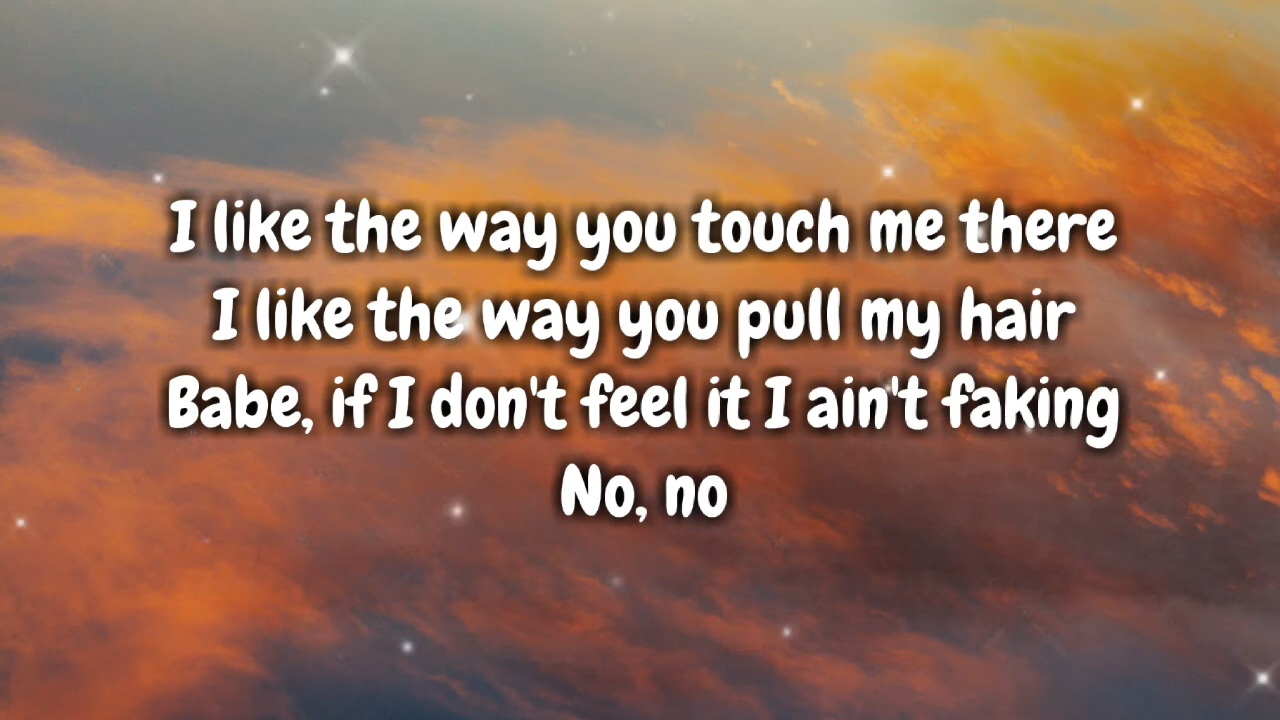 I like the way you touch me there
I like the way you pull my hair
Babe, if I don't feel it I ain't faking
No, no